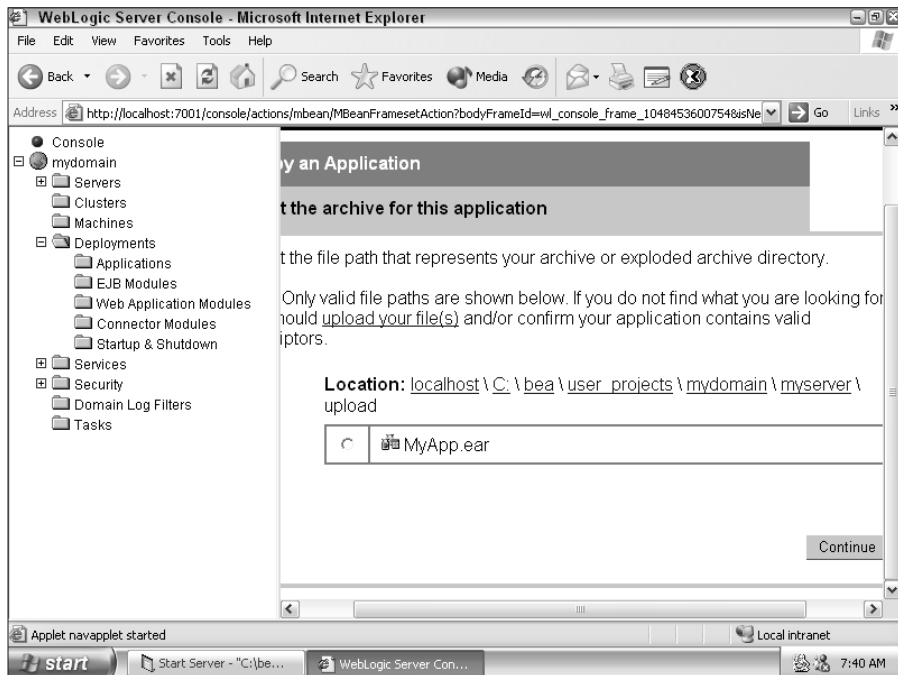 WebLogic Server Console - Microsoft Internet Explorer
File Edit View Favorites Tools Help
Back Search Favorites Media
Address http://localhost:7001/console/actions/mbean/MBeanFramesetAction?bodyFrameId=wl_console_frame_1048453600754&isNe Go Links »
Console
mydomain
Servers
Clusters
Machines
Deployments
Applications
EJB Modules
Web Application Modules
Connector Modules
Startup & Shutdown
Services
Security
Domain Log Filters
Tasks
oy an Application
t the archive for this application
t the file path that represents your archive or exploded archive directory.
Only valid file paths are shown below. If you do not find what you are looking for
hould upload your file(s) and/or confirm your application contains valid
iptors.
Location: localhost \ C: \ bea \ user_projects \ mydomain \ myserver \
upload
MyApp.ear
Continue
Applet navapplet started Local intranet
start Start Server - "C:\be... WebLogic Server Con... 7:40 AM